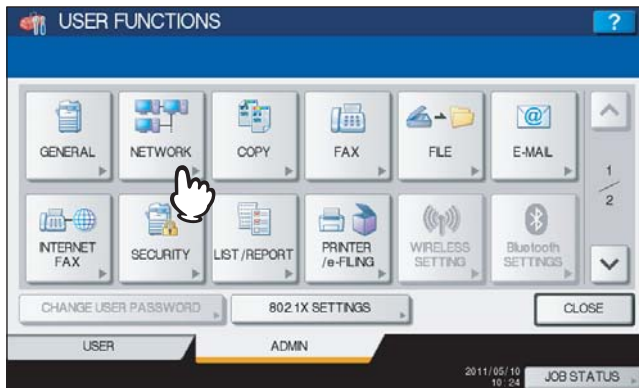 USER FUNCTIONS
?
GENERAL
NETWORK
COPY
FAX
FILE
E-MAIL
1
2
INTERNET
FAX
SECURITY
LIST/REPORT
PRINTER
/e-FILING
WIRELESS
SETTING
Bluetooth
SETTINGS
CHANGE USER PASSWORD
802.1X SETTINGS
CLOSE
USER
ADMIN
2011/05/10
10:24
JOB STATUS